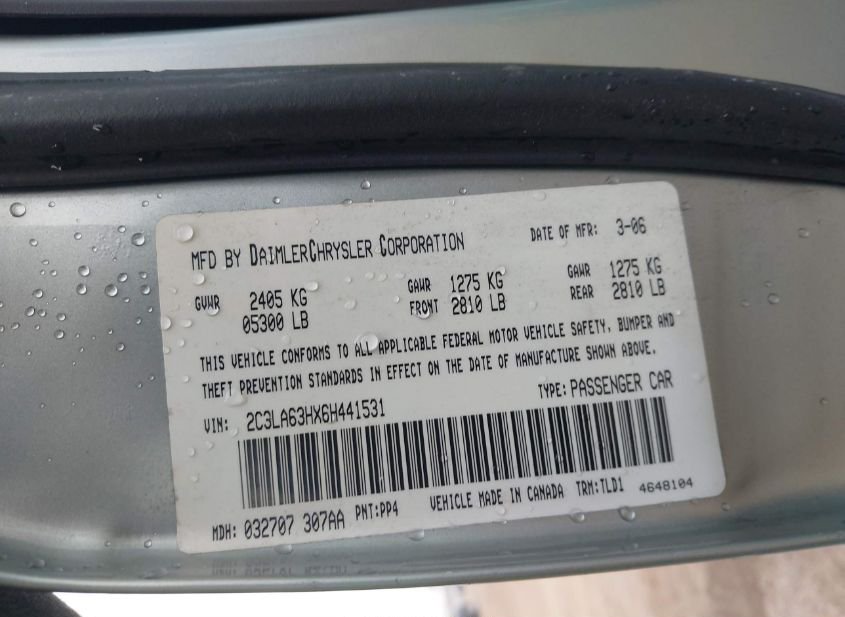 MFD BY DAIMLERCHRYSLER CORPORATION DATE OF MFR: 3-06
GVWR 2405 KG GAWR 1275 KG GAWR 1275 KG
05300 LB FRONT 2810 LB REAR 2810 LB
THIS VEHICLE CONFORMS TO ALL APPLICABLE FEDERAL MOTOR VEHICLE SAFETY, BUMPER AND
THEFT PREVENTION STANDARDS IN EFFECT ON THE DATE OF MANUFACTURE SHOWN ABOVE.
VIN: 2C3LA63HX6H441531 TYPE: PASSENGER CAR
MDH: 032707 307AA PNT:PP4 VEHICLE MADE IN CANADA TRM:TLD1 4648104